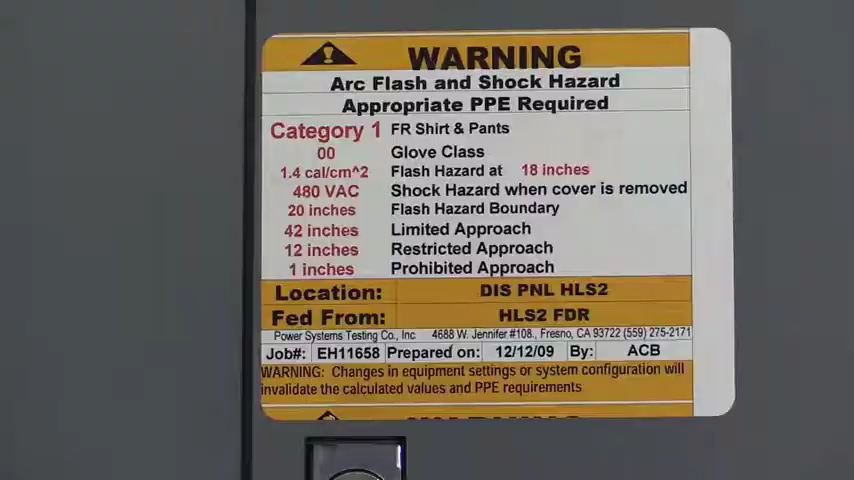 WARNING
Arc Flash and Shock Hazard
Appropriate PPE Required
Category 1 FR Shirt & Pants
00 Glove Class
1.4 cal/cm^2 Flash Hazard at 18 inches
480 VAC Shock Hazard when cover is removed
20 inches Flash Hazard Boundary
42 inches Limited Approach
12 inches Restricted Approach
1 inches Prohibited Approach
Location: DIS PNL HLS2
Fed From: HLS2 FDR
Power Systems Testing Co., Inc 4688 W. Jennifer #108., Fresno, CA 93722 (559) 275-2171
Job#: EH11658 Prepared on: 12/12/09 By: ACB
WARNING: Changes in equipment settings or system configuration will
invalidate the calculated values and PPE requirements
WARNING